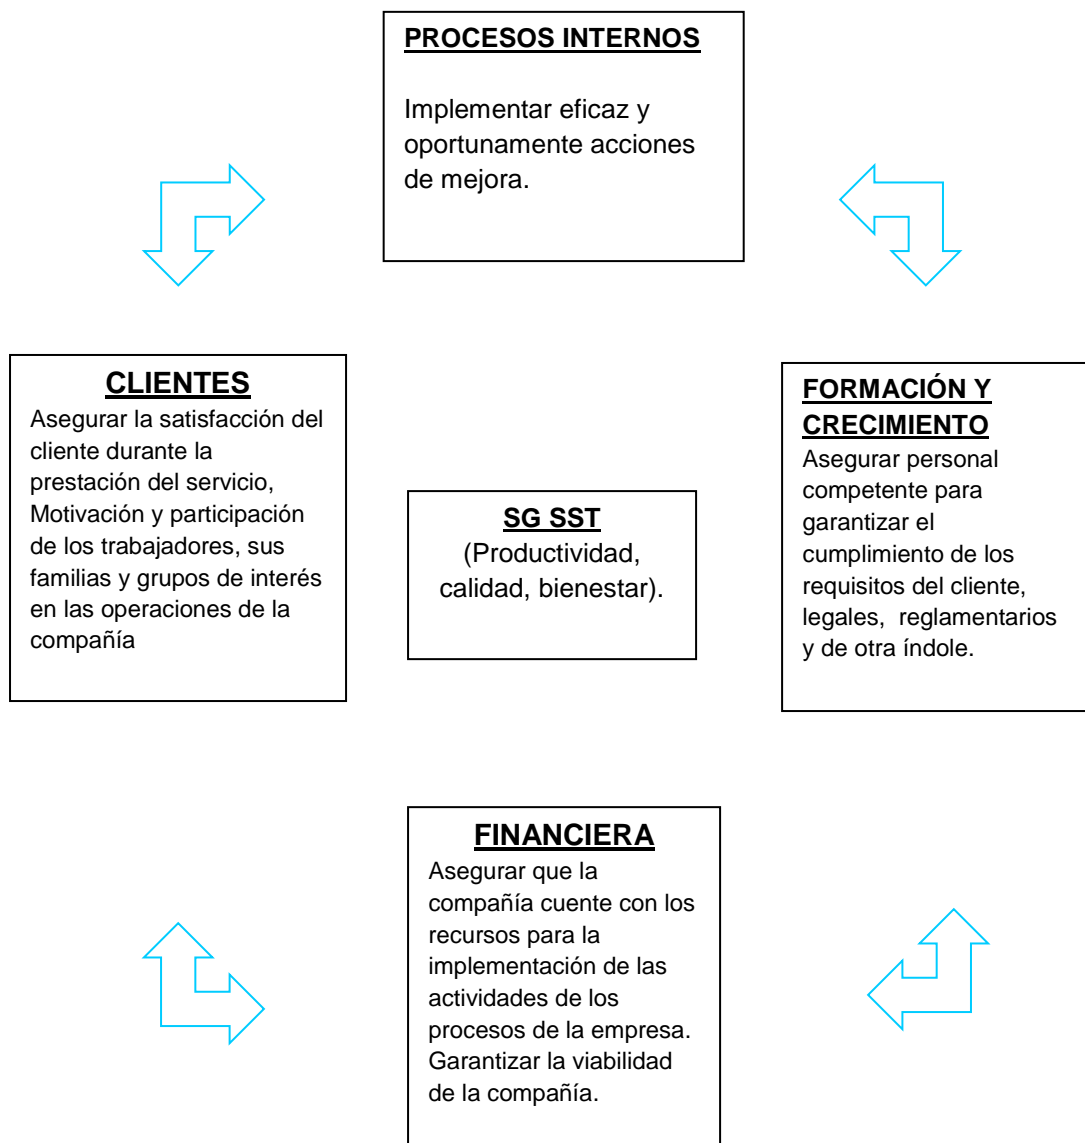 PROCESOS INTERNOS
Implementar eficaz y
oportunamente acciones
de mejora.
CLIENTES
Asegurar la satisfacción del
cliente durante la
prestación del servicio,
Motivación y participación
de los trabajadores, sus
familias y grupos de interés
en las operaciones de la
compañía
SG SST
(Productividad,
calidad, bienestar).
FORMACIÓN Y
CRECIMIENTO
Asegurar personal
competente para
garantizar el
cumplimiento de los
requisitos del cliente,
legales, reglamentarios
y de otra índole.
FINANCIERA
Asegurar que la
compañía cuente con los
recursos para la
implementación de las
actividades de los
procesos de la empresa.
Garantizar la viabilidad
de la compañía.